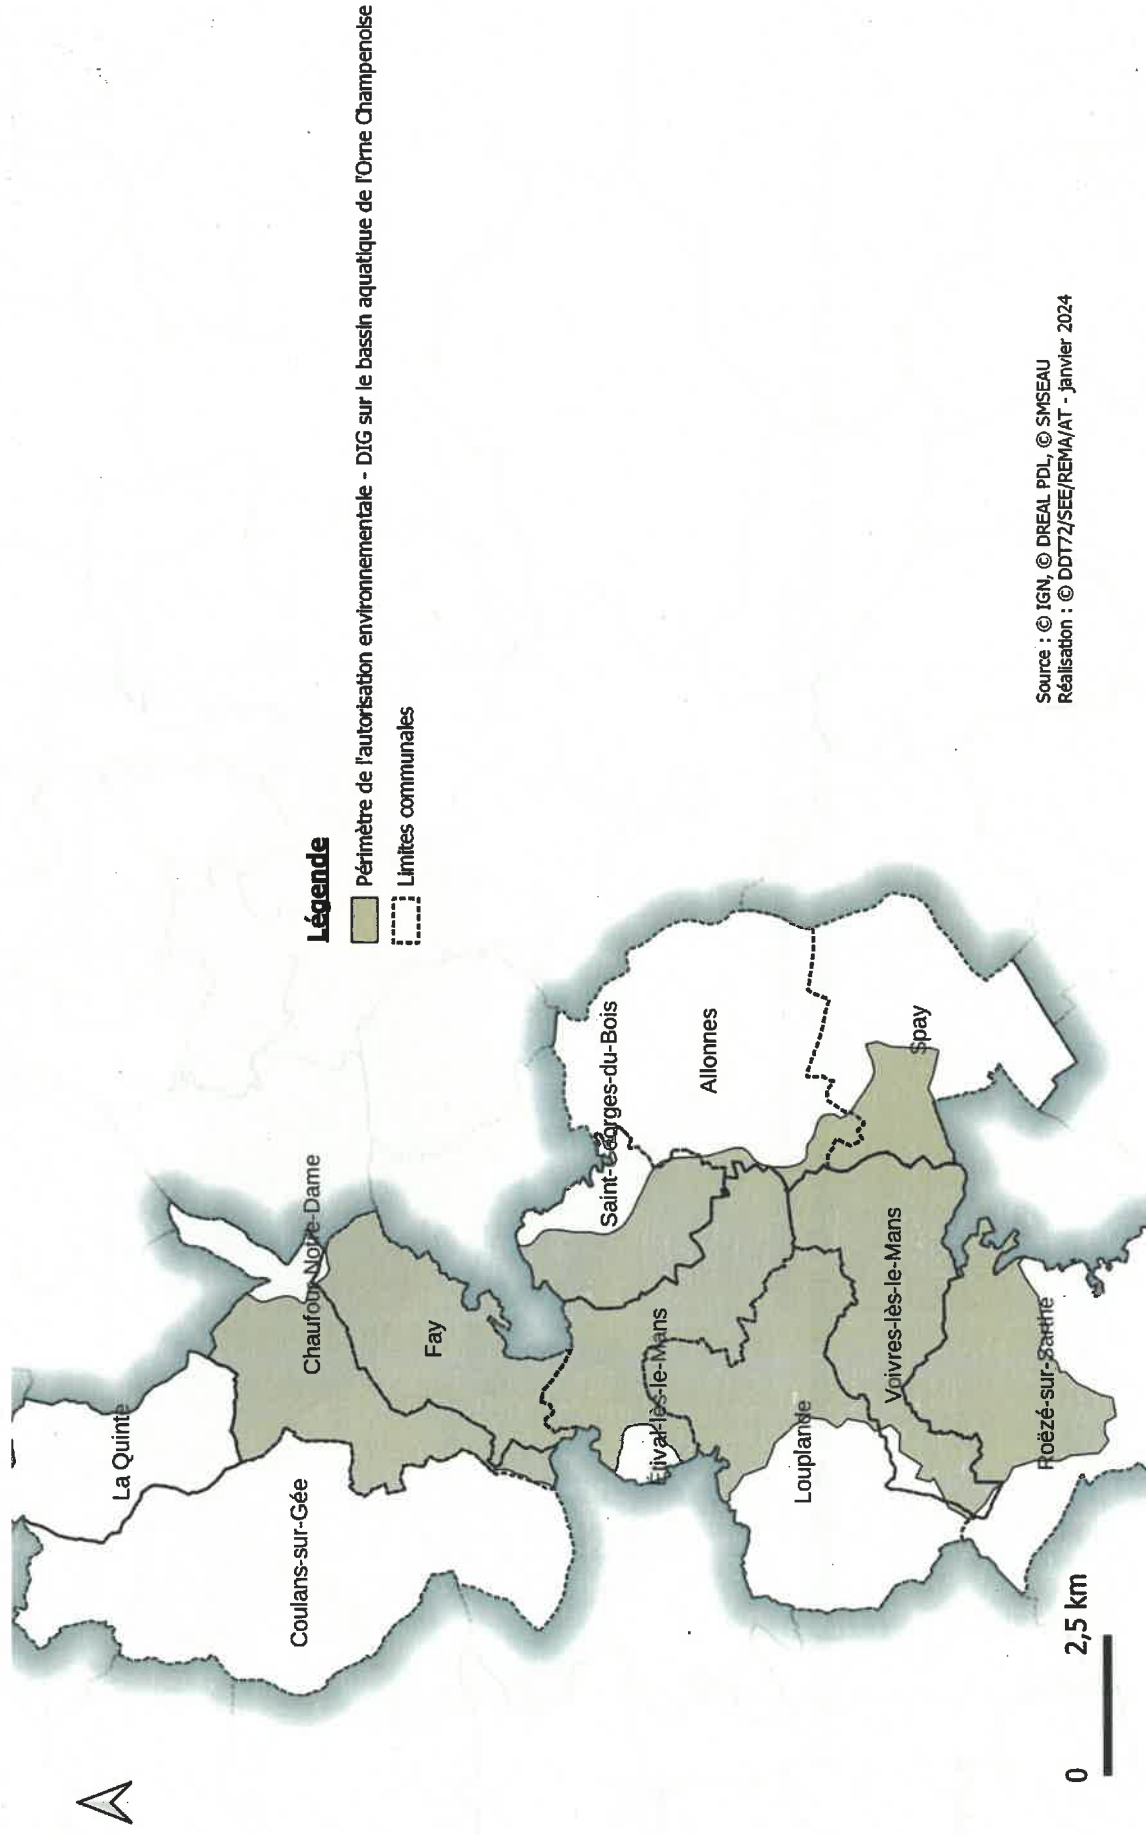 La Quinte
Coulans-sur-Gée
Chaufour-Notre-Dame
Fay
Saint-Georges-du-Bois
Étival-lès-le-Mans
Allonnes
Louplande
Voivres-lès-le-Mans
Spay
Roëzé-sur-Sarthe
0 2,5 km
Légende
Périmètre de l'autorisation environnementale - DIG sur le bassin aquatique de l'Orne Champenoise
Limites communales
Source : © IGN, © DREAL PDL, © SMSEAU
Réalisation : © DDT72/SEE/REMA/AT - janvier 2024